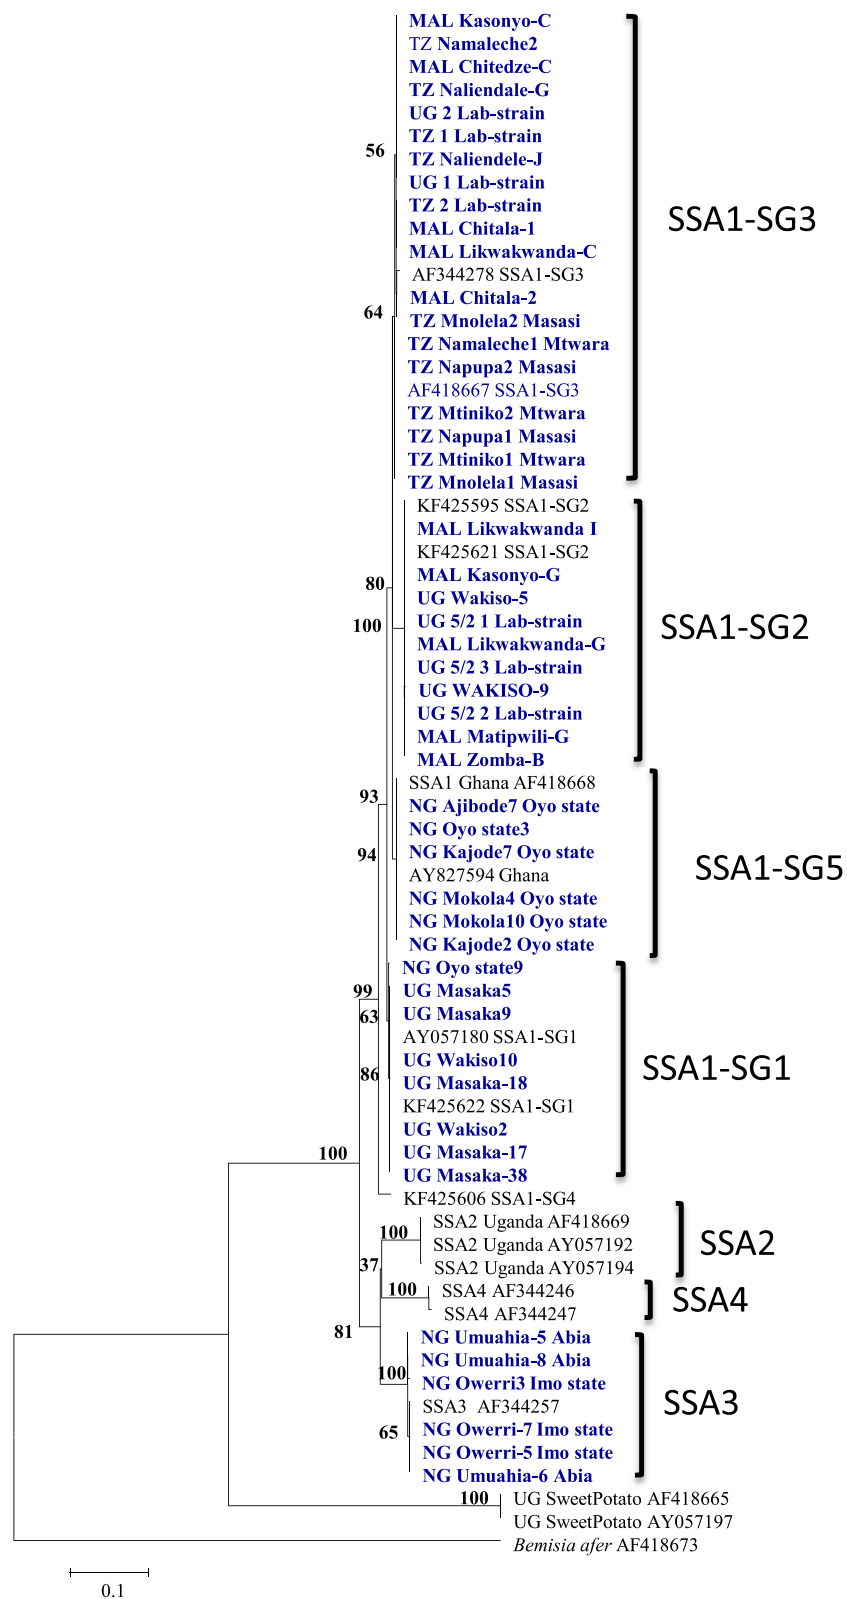 MAL Kasonyo-C
TZ Namaleche2
MAL Chitedze-C
TZ Naliendale-G
UG 2 Lab-strain
TZ 1 Lab-strain
56
TZ Naliendele-J
UG 1 Lab-strain
TZ 2 Lab-strain
SSA1-SG3
MAL Chitala-1
MAL Likwakwanda-C
AF344278 SSA1-SG3
MAL Chitala-2
64
TZ Mnolela2 Masasi
TZ Namaleche1 Mtwara
TZ Napupa2 Masasi
AF418667 SSA1-SG3
TZ Mtiniko2 Mtwara
TZ Napupa1 Masasi
TZ Mtiniko1 Mtwara
TZ Mnolela1 Masasi
KF425595 SSA1-SG2
MAL Likwakwanda I
KF425621 SSA1-SG2
MAL Kasonyo-G
80
UG Wakiso-5
UG 5/2 1 Lab-strain
100
SSA1-SG2
MAL Likwakwanda-G
UG 5/2 3 Lab-strain
UG WAKISO-9
UG 5/2 2 Lab-strain
MAL Matipwili-G
MAL Zomba-B
SSA1 Ghana AF418668
93
NG Ajibode7 Oyo state
NG Oyo state3
94
NG Kajode7 Oyo state
SSA1-SG5
AY827594 Ghana
NG Mokola4 Oyo state
NG Mokola10 Oyo state
NG Kajode2 Oyo state
NG Oyo state9
99
UG Masaka5
63
UG Masaka9
AY057180 SSA1-SG1
UG Wakiso10
SSA1-SG1
86
UG Masaka-18
KF425622 SSA1-SG1
UG Wakiso2
100
UG Masaka-17
UG Masaka-38
KF425606 SSA1-SG4
SSA2 Uganda AF418669
100
SSA2 Uganda AY057192
SSA2
37
SSA2 Uganda AY057194
100
SSA4 AF344246
SSA4
SSA4 AF344247
81
NG Umuahia-5 Abia
NG Umuahia-8 Abia
100
NG Owerri3 Imo state
SSA3 AF344257
SSA3
65
NG Owerri-7 Imo state
NG Owerri-5 Imo state
NG Umuahia-6 Abia
100
UG SweetPotato AF418665
UG SweetPotato AY057197
Bemisia afer AF418673
0.1